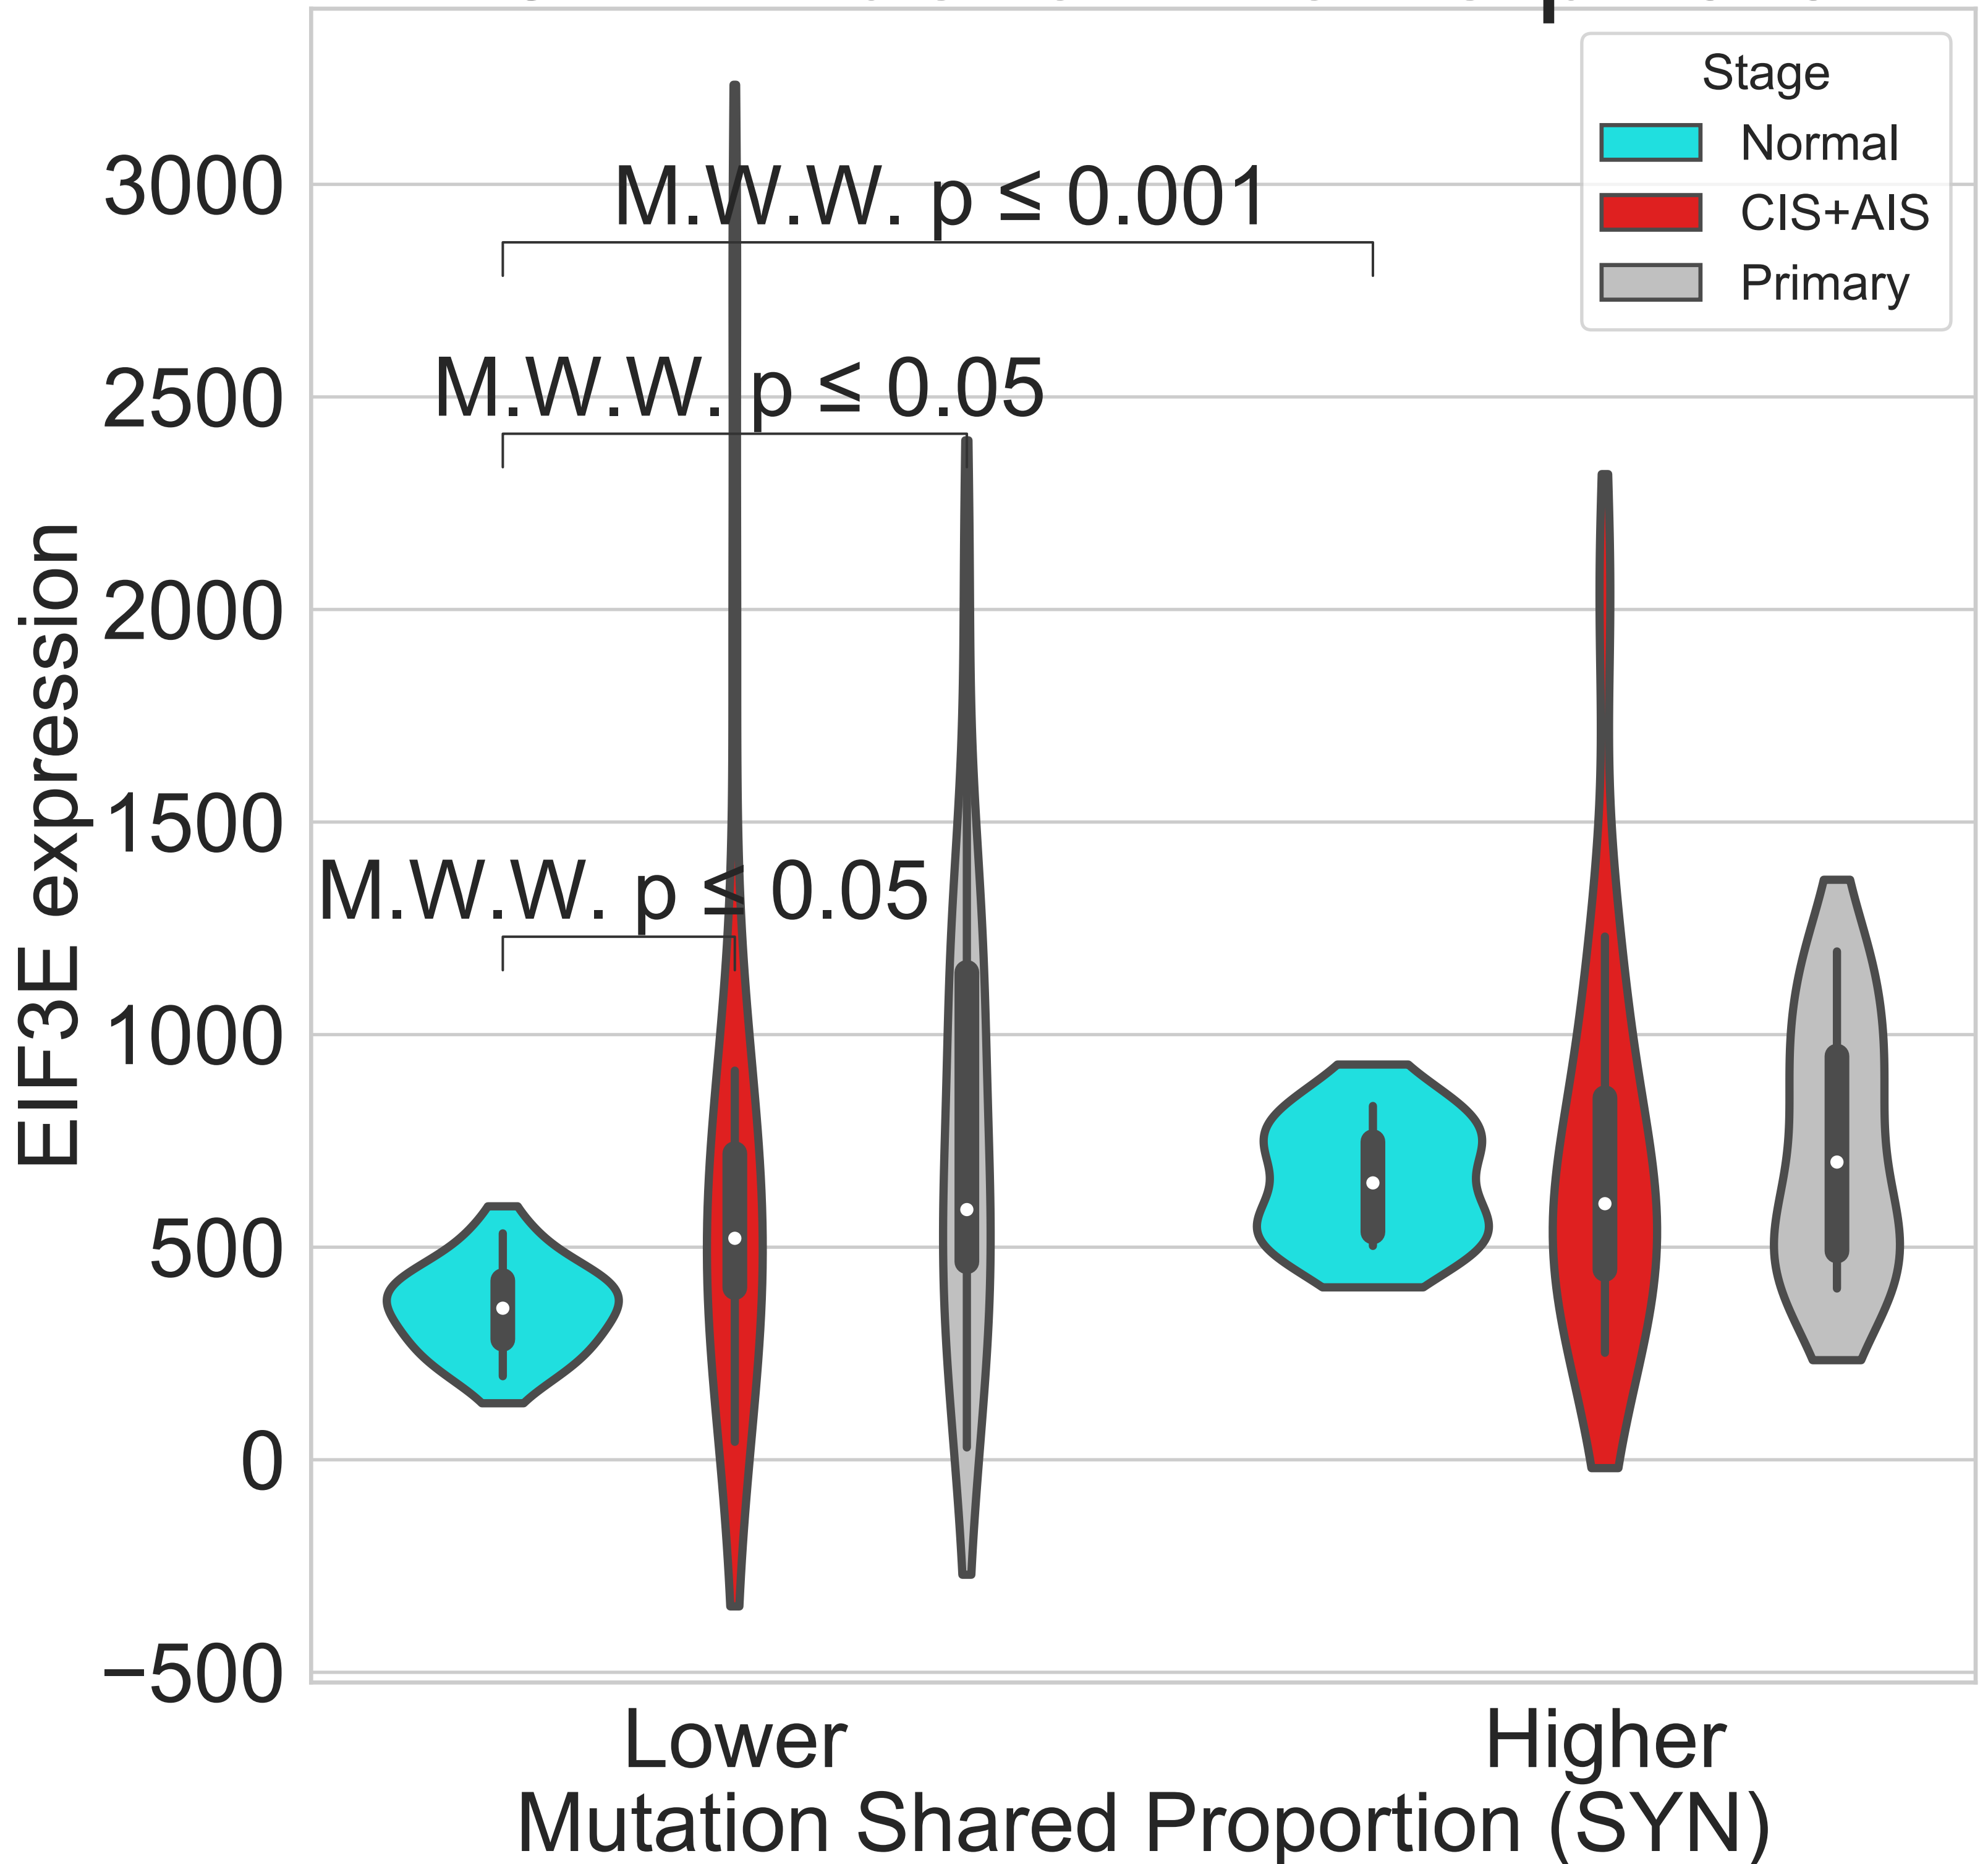 Stage
Normal
CIS+AIS
Primary
M.W.W. p ≤ 0.001
M.W.W. p ≤ 0.05
M.W.W. p ≤ 0.05
EIF3E expression
3000
2500
2000
1500
1000
500
0
−500
Lower
Higher
Mutation Shared Proportion (SYN)